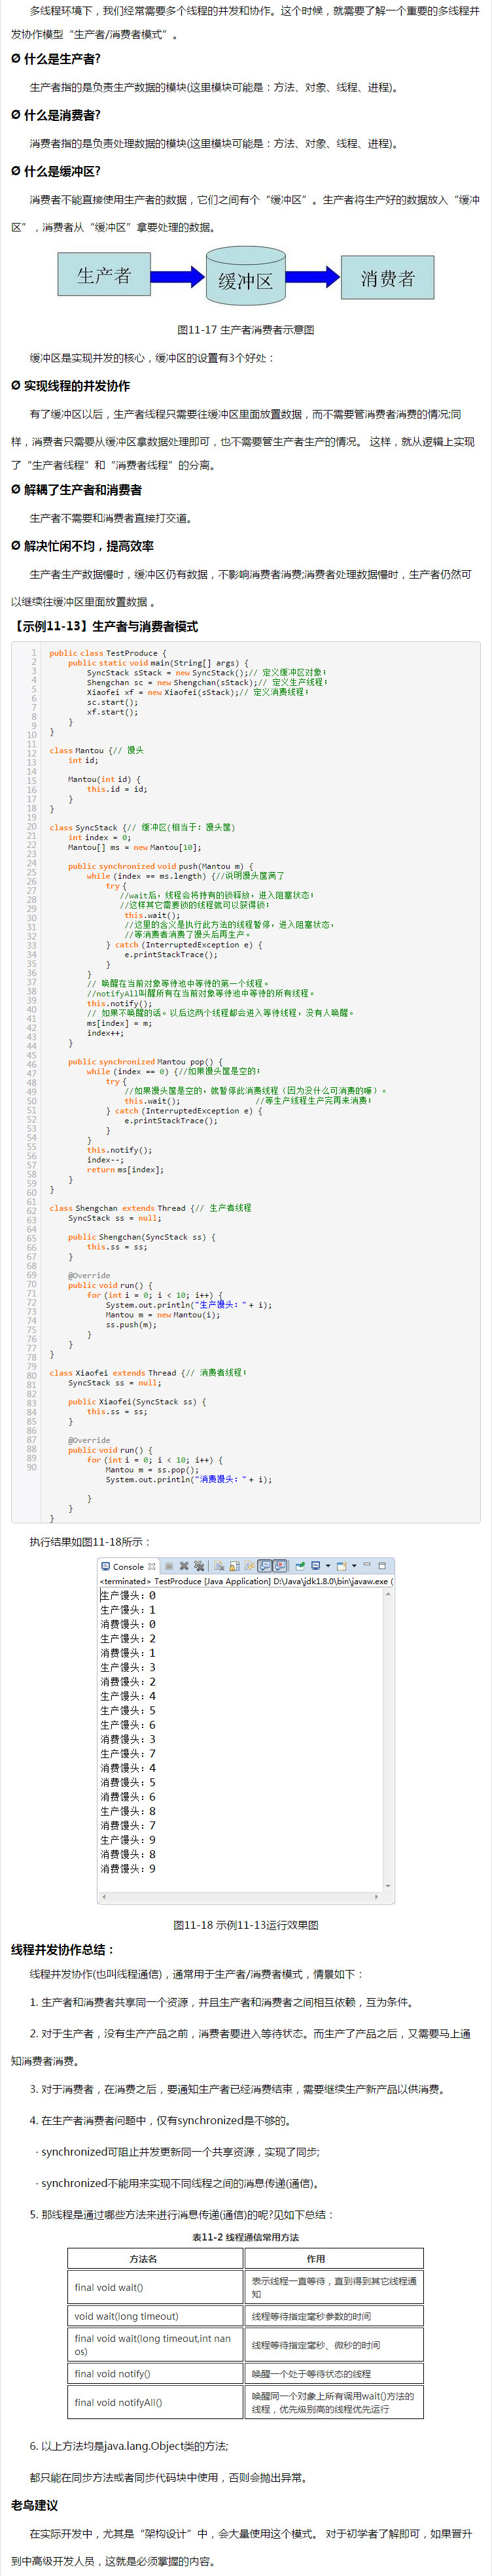 多线程环境下，我们经常需要多个线程的并发和协作。这个时候，就需要了解一个重要的多线程并
发协作模型“生产者/消费者模式”。
Ø 什么是生产者?
生产者指的是负责生产数据的模块(这里模块可能是：方法、对象、线程、进程)。
Ø 什么是消费者?
消费者指的是负责处理数据的模块(这里模块可能是：方法、对象、线程、进程)。
Ø 什么是缓冲区?
消费者不能直接使用生产者的数据，它们之间有个“缓冲区”。生产者将生产好的数据放入“缓冲
区”，消费者从“缓冲区”拿要处理的数据。
生产者 缓冲区 消费者
图11-17 生产者消费者示意图
缓冲区是实现并发的核心，缓冲区的设置有3个好处：
Ø 实现线程的并发协作
有了缓冲区以后，生产者线程只需要往缓冲区里面放置数据，而不需要管消费者消费的情况;同
样，消费者只需要从缓冲区拿数据处理即可，也不需要管生产者生产的情况。 这样，就从逻辑上实现
了“生产者线程”和“消费者线程”的分离。
Ø 解耦了生产者和消费者
生产者不需要和消费者直接打交道。
Ø 解决忙闲不均，提高效率
生产者生产数据慢时，缓冲区仍有数据，不影响消费者消费;消费者处理数据慢时，生产者仍然可
以继续往缓冲区里面放置数据 。
【示例11-13】生产者与消费者模式
1
2
3
4
5
6
7
8
9
10
11
12
13
14
15
16
17
18
19
20
21
22
23
24
25
26
27
28
29
30
31
32
33
34
35
36
37
38
39
40
41
42
43
44
45
46
47
48
49
50
51
52
53
54
55
56
57
58
59
60
61
62
63
64
65
66
67
68
69
70
71
72
73
74
75
76
77
78
79
80
81
82
83
84
85
86
87
88
89
90
public class TestProduce {
public static void main(String[] args) {
SyncStack sStack = new SyncStack();// 定义缓冲区对象；
Shengchan sc = new Shengchan(sStack);// 定义生产线程；
Xiaofei xf = new Xiaofei(sStack);// 定义消费线程；
sc.start();
xf.start();
}
}
class Mantou {// 馒头
int id;
Mantou(int id) {
this.id = id;
}
}
class SyncStack {// 缓冲区(相当于：馒头筐)
int index = 0;
Mantou[] ms = new Mantou[10];
public synchronized void push(Mantou m) {
while (index == ms.length) {//说明馒头筐满了
try {
//wait后，线程会将持有的锁释放，进入阻塞状态；
//这样其它需要锁的线程就可以获得锁；
this.wait();
//这里的含义是执行此方法的线程暂停，进入阻塞状态，
//等消费者消费了馒头后再生产。
} catch (InterruptedException e) {
e.printStackTrace();
}
}
// 唤醒在当前对象等待池中等待的第一个线程。
//notifyAll叫醒所有在当前对象等待池中等待的所有线程。
this.notify();
// 如果不唤醒的话。以后这两个线程都会进入等待线程，没有人唤醒。
ms[index] = m;
index++;
}
public synchronized Mantou pop() {
while (index == 0) {//如果馒头筐是空的；
try {
//如果馒头筐是空的，就暂停此消费线程（因为没什么可消费的嘛）。
this.wait(); //等生产线程生产完再来消费；
} catch (InterruptedException e) {
e.printStackTrace();
}
}
this.notify();
index--;
return ms[index];
}
}
class Shengchan extends Thread {// 生产者线程
SyncStack ss = null;
public Shengchan(SyncStack ss) {
this.ss = ss;
}
@Override
public void run() {
for (int i = 0; i < 10; i++) {
System.out.println("生产馒头：" + i);
Mantou m = new Mantou(i);
ss.push(m);
}
}
}
class Xiaofei extends Thread {// 消费者线程；
SyncStack ss = null;
public Xiaofei(SyncStack ss) {
this.ss = ss;
}
@Override
public void run() {
for (int i = 0; i < 10; i++) {
Mantou m = ss.pop();
System.out.println("消费馒头：" + i);
}
}
}
执行结果如图11-18所示：
Console
<terminated> TestProduce [Java Application] D:\Java\jdk1.8.0\bin\javaw.exe (
生产馒头：0
生产馒头：1
消费馒头：0
生产馒头：2
消费馒头：1
生产馒头：3
消费馒头：2
生产馒头：4
生产馒头：5
生产馒头：6
消费馒头：3
生产馒头：7
消费馒头：4
消费馒头：5
消费馒头：6
生产馒头：8
消费馒头：7
生产馒头：9
消费馒头：8
消费馒头：9
图11-18 示例11-13运行效果图
线程并发协作总结：
线程并发协作(也叫线程通信)，通常用于生产者/消费者模式，情景如下：
1. 生产者和消费者共享同一个资源，并且生产者和消费者之间相互依赖，互为条件。
2. 对于生产者，没有生产产品之前，消费者要进入等待状态。而生产了产品之后，又需要马上通
知消费者消费。
3. 对于消费者，在消费之后，要通知生产者已经消费结束，需要继续生产新产品以供消费。
4. 在生产者消费者问题中，仅有synchronized是不够的。
· synchronized可阻止并发更新同一个共享资源，实现了同步;
· synchronized不能用来实现不同线程之间的消息传递(通信)。
5. 那线程是通过哪些方法来进行消息传递(通信)的呢?见如下总结：
表11-2 线程通信常用方法
方法名 作用
final void wait() 表示线程一直等待，直到得到其它线程通
知
void wait(long timeout) 线程等待指定毫秒参数的时间
final void wait(long timeout,int nan
os) 线程等待指定毫秒、微秒的时间
final void notify() 唤醒一个处于等待状态的线程
final void notifyAll() 唤醒同一个对象上所有调用wait()方法的
线程，优先级别高的线程优先运行
6. 以上方法均是java.lang.Object类的方法;
都只能在同步方法或者同步代码块中使用，否则会抛出异常。
老鸟建议
在实际开发中，尤其是“架构设计”中，会大量使用这个模式。 对于初学者了解即可，如果晋升
到中高级开发人员，这就是必须掌握的内容。